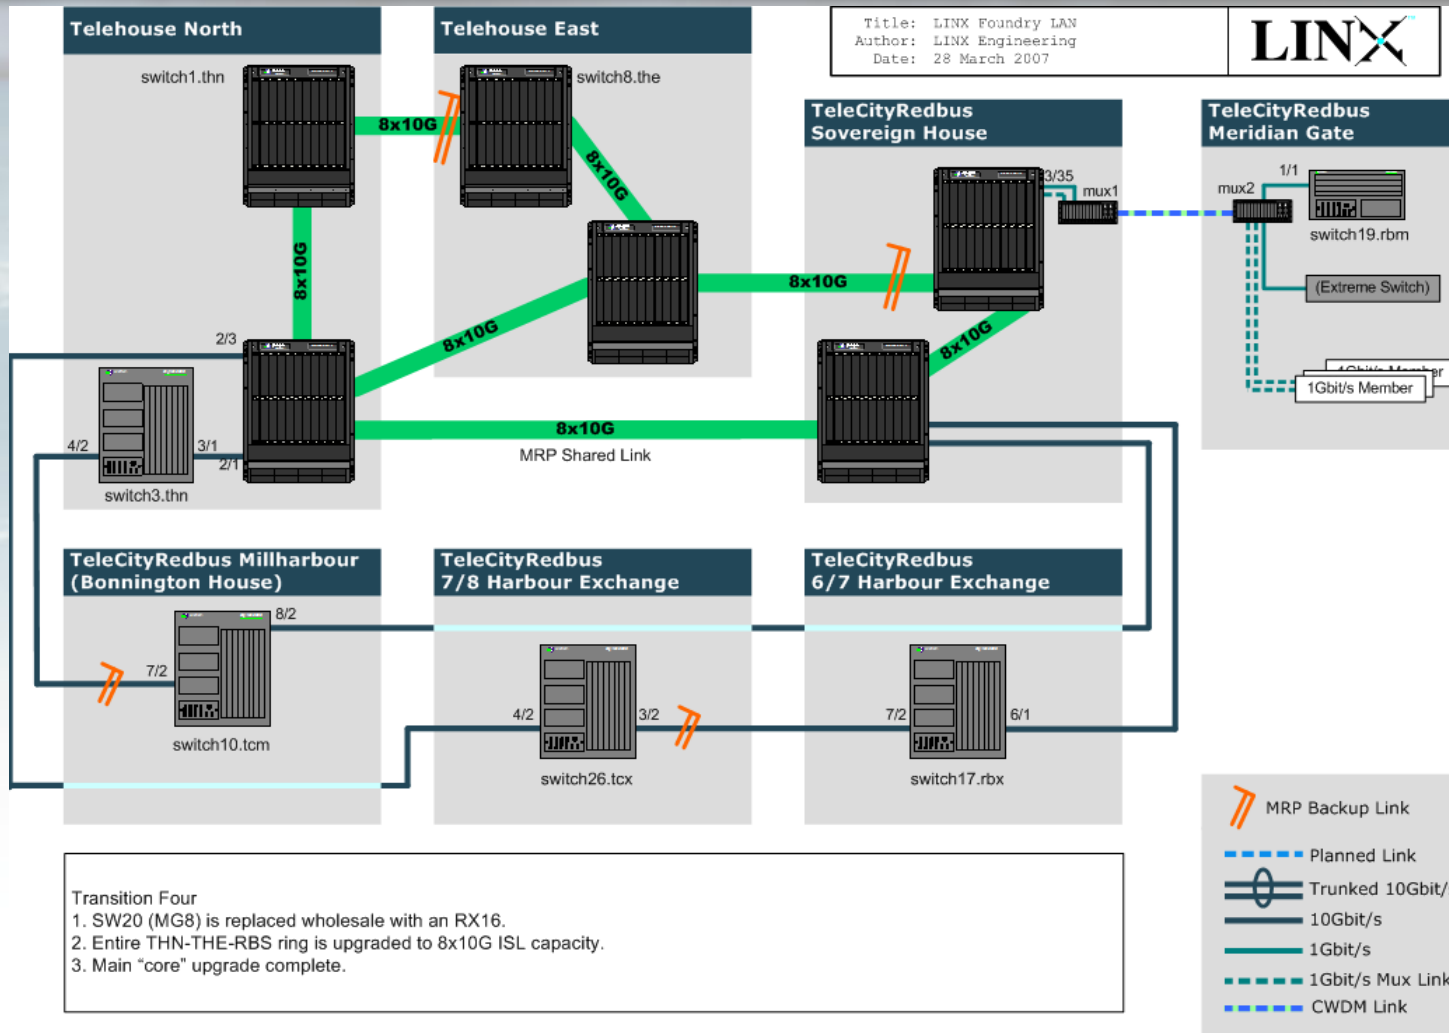 Telehouse North
Telehouse East
Title: LINX Foundry LAN
Author: LINX Engineering
Date: 28 March 2007
LINX
switch1.thn
switch8.the
8x10G
8x10G
8x10G
TeleCityRedbus
Sovereign House
TeleCityRedbus
Meridian Gate
3/35
mux1
mux2
1/1
switch19.rbm
(Extreme Switch)
8x10G
8x10G
8x10G
2/3
1Gbit/s Member
1Gbit/s Member
4/2
3/1
2/1
switch3.thn
8x10G
MRP Shared Link
TeleCityRedbus Millharbour
(Bonnington House)
TeleCityRedbus
7/8 Harbour Exchange
TeleCityRedbus
6/7 Harbour Exchange
8/2
7/2
switch10.tcm
4/2
3/2
switch26.tcx
7/2
6/1
switch17.rbx
MRP Backup Link
Planned Link
Trunked 10Gbit/s
10Gbit/s
1Gbit/s
1Gbit/s Mux Link
CWDM Link
Transition Four
1. SW20 (MG8) is replaced wholesale with an RX16.
2. Entire THN-THE-RBS ring is upgraded to 8x10G ISL capacity.
3. Main “core” upgrade complete.